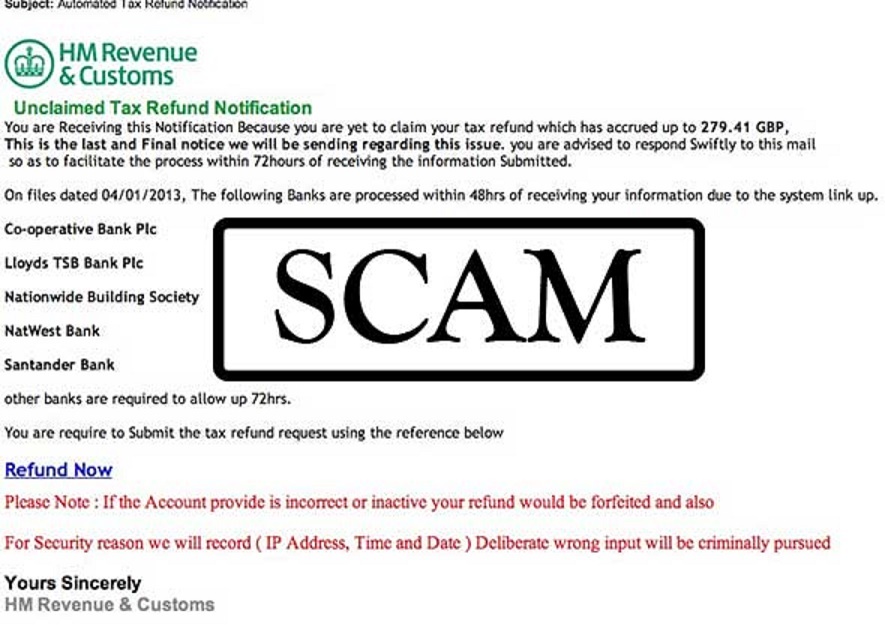 Subject: Automated Tax Refund Notification
HM Revenue
& Customs
Unclaimed Tax Refund Notification
You are Receiving this Notification Because you are yet to claim your tax refund which has accrued up to 279.41 GBP,
This is the last and Final notice we will be sending regarding this issue. you are advised to respond Swiftly to this mail
so as to facilitate the process within 72hours of receiving the information Submitted.
On files dated 04/01/2013, The following Banks are processed within 48hrs of receiving your information due to the system link up.
Co-operative Bank Plc
Lloyds TSB Bank Plc
Nationwide Building Society
NatWest Bank
Santander Bank
SCAM
other banks are required to allow up 72hrs.
You are require to Submit the tax refund request using the reference below
Refund Now
Please Note : If the Account provide is incorrect or inactive your refund would be forfeited and also
For Security reason we will record ( IP Address, Time and Date ) Deliberate wrong input will be criminally pursued
Yours Sincerely
HM Revenue & Customs